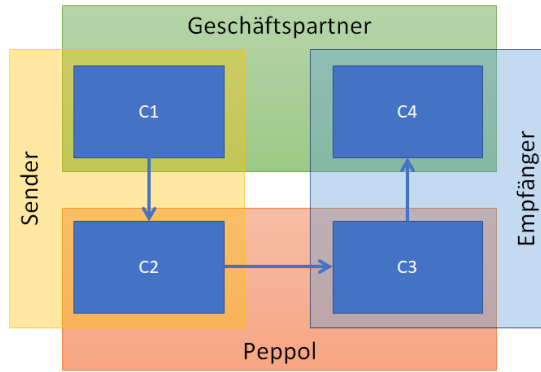 Geschäftspartner
C1
C4
Sender
Empfänger
C2
C3
Peppol